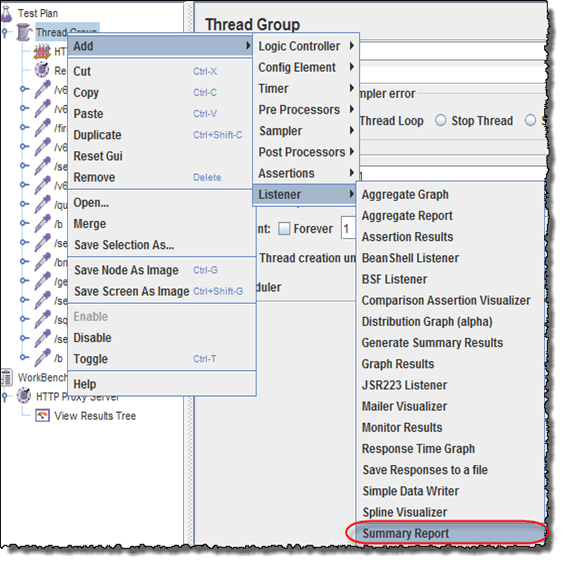 Test Plan
Thread Group
HT
Re
/v6
/v6
/fir
/v6
/se
/v6
/qu
/b
/se
/bm
/ge
/se
/sq
/se
/b
WorkBench
HTTP Proxy Server
View Results Tree
Add
Cut Ctrl-X
Copy Ctrl-C
Paste Ctrl-V
Duplicate Ctrl+Shift-C
Reset Gui
Remove Delete
Open...
Merge
Save Selection As...
Save Node As Image Ctrl-G
Save Screen As Image Ctrl+Shift-G
Enable
Disable
Toggle Ctrl-T
Help
Logic Controller
Config Element
Timer
Pre Processors
Sampler
Post Processors
Assertions
Listener
Thread Group
mpler error
Thread Loop Stop Thread
nt: Forever 1
Thread creation un
duler
Aggregate Graph
Aggregate Report
Assertion Results
BeanShell Listener
BSF Listener
Comparison Assertion Visualizer
Distribution Graph (alpha)
Generate Summary Results
Graph Results
JSR223 Listener
Mailer Visualizer
Monitor Results
Response Time Graph
Save Responses to a file
Simple Data Writer
Spline Visualizer
Summary Report